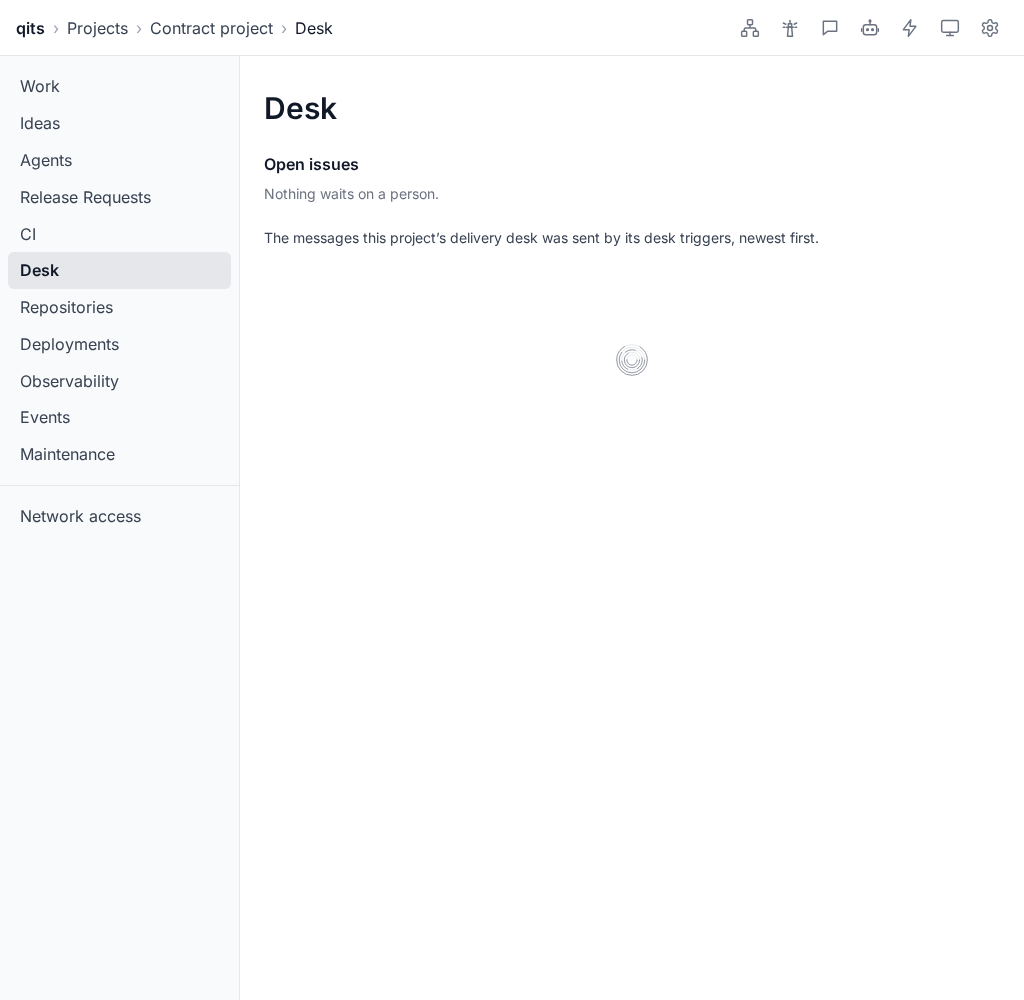 qits › Projects › Contract project › Desk
Work
Ideas
Agents
Release Requests
CI
Desk
Repositories
Deployments
Observability
Events
Maintenance
Network access
Desk
Open issues
Nothing waits on a person.
The messages this project’s delivery desk was sent by its desk triggers, newest first.